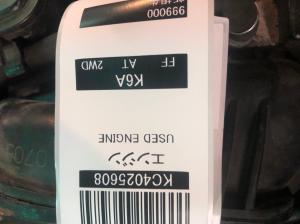 KC4025608
エンジン
USED ENGINE
K6A
FF AT 2WD
999000